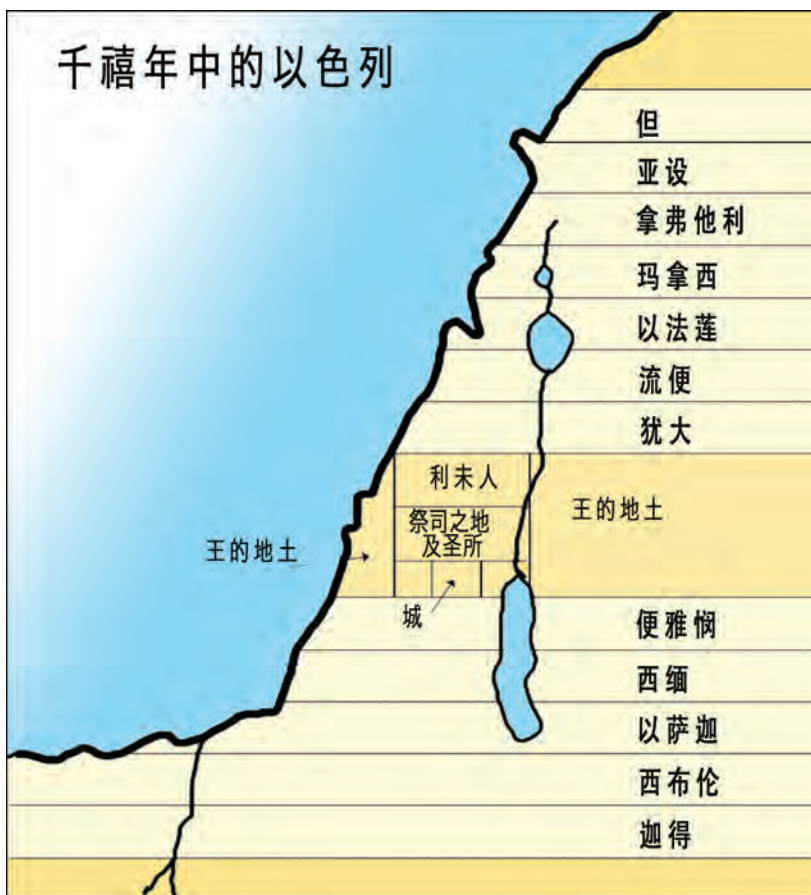 千禧年中的以色列
但
亚设
拿弗他利
玛拿西
以法莲
流便
犹大
利未人
祭司之地
及圣所
王的地土
王的地土
城
便雅悯
西缅
以萨迦
西布伦
迦得